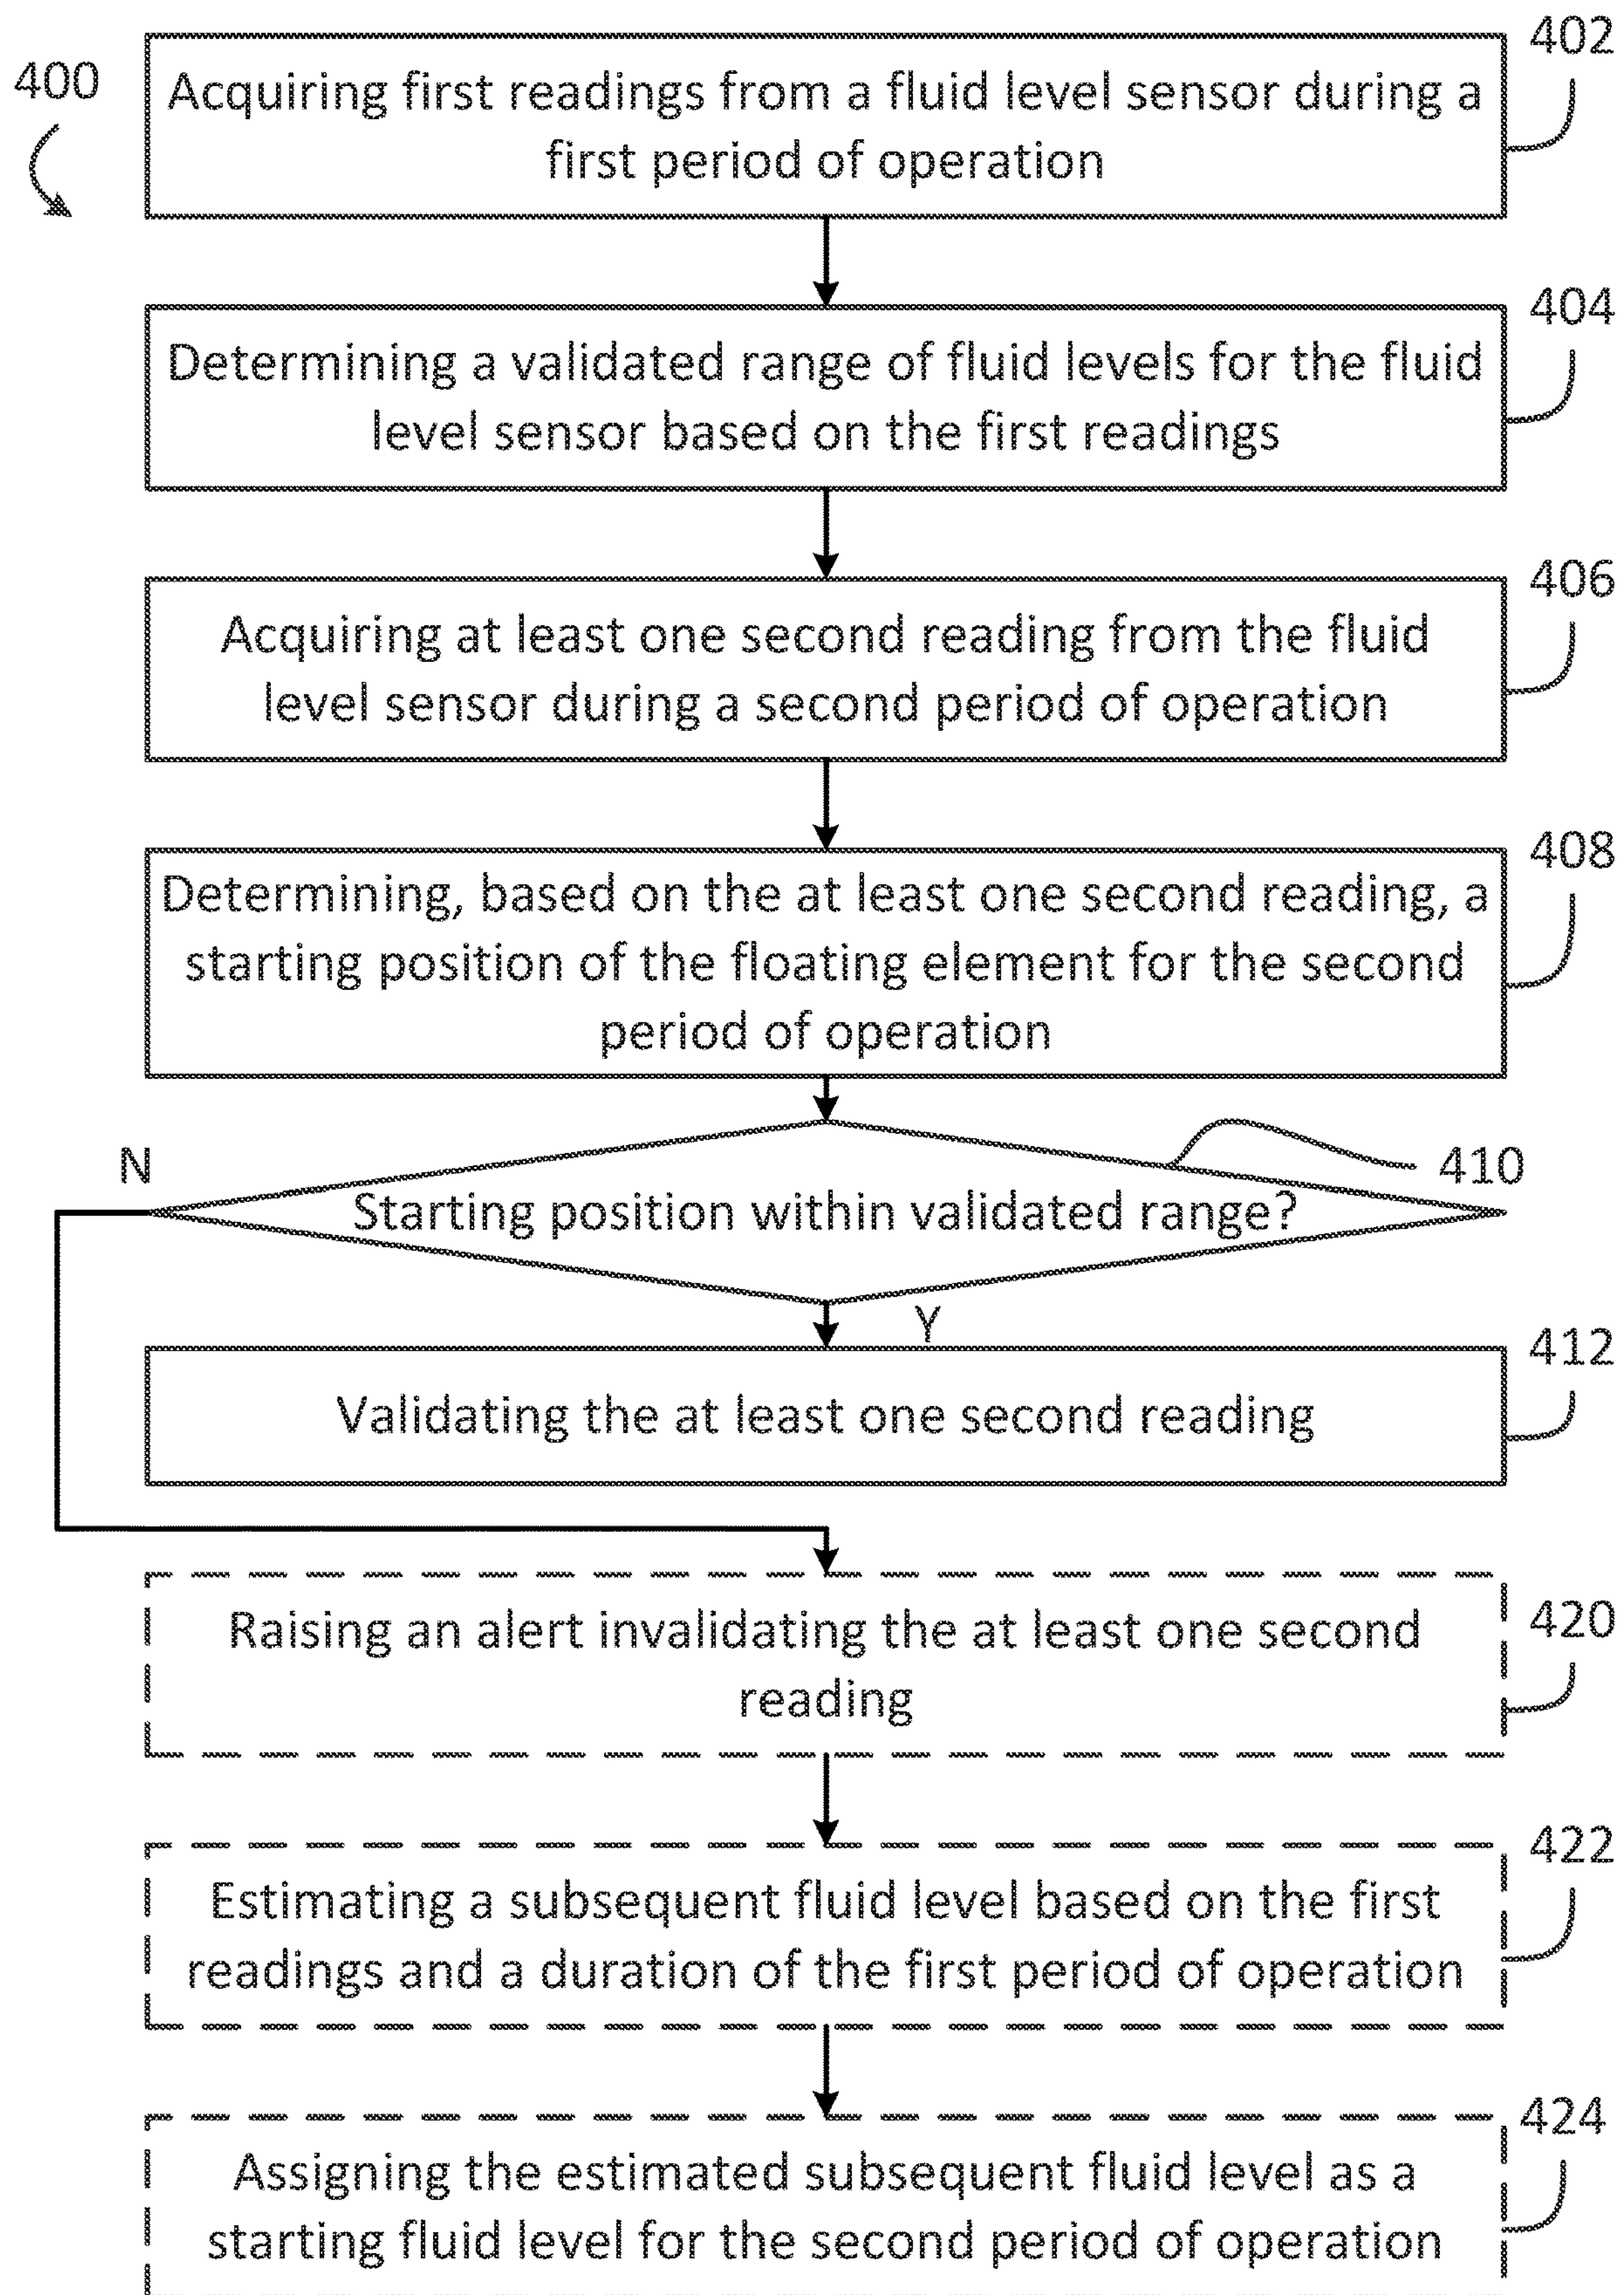 400
402
Acquiring first readings from a fluid level sensor during a
first period of operation
404
Determining a validated range of fluid levels for the fluid
level sensor based on the first readings
406
Acquiring at least one second reading from the fluid
level sensor during a second period of operation
408
Determining, based on the at least one second reading, a
starting position of the floating element for the second
period of operation
N
410
Starting position within validated range?
Y
412
Validating the at least one second reading
420
Raising an alert invalidating the at least one second
reading
422
Estimating a subsequent fluid level based on the first
readings and a duration of the first period of operation
424
Assigning the estimated subsequent fluid level as a
starting fluid level for the second period of operation